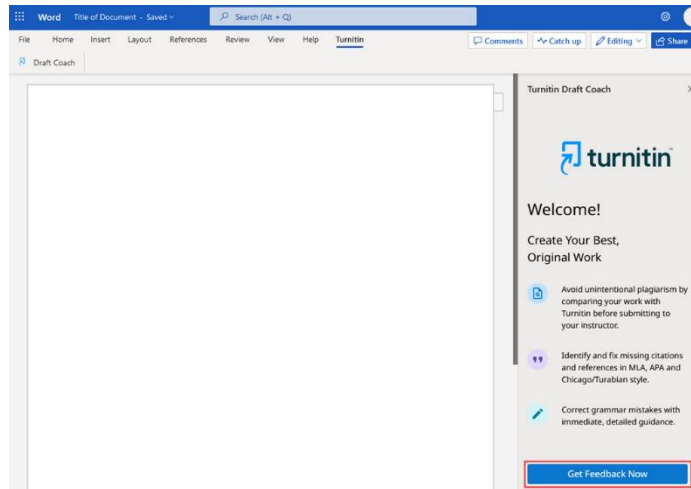 Word Title of Document - Saved Search (Alt + Q)
File Home Insert Layout References Review View Help Turnitin Comments Catch up Editing Share
Draft Coach
Turnitin Draft Coach
turnitin
Welcome!
Create Your Best,
Original Work
Avoid unintentional plagiarism by
comparing your work with
Turnitin before submitting to
your instructor.
Identify and fix missing citations
and references in MLA, APA and
Chicago/Turabian style.
Correct grammar mistakes with
immediate, detailed guidance.
Get Feedback Now